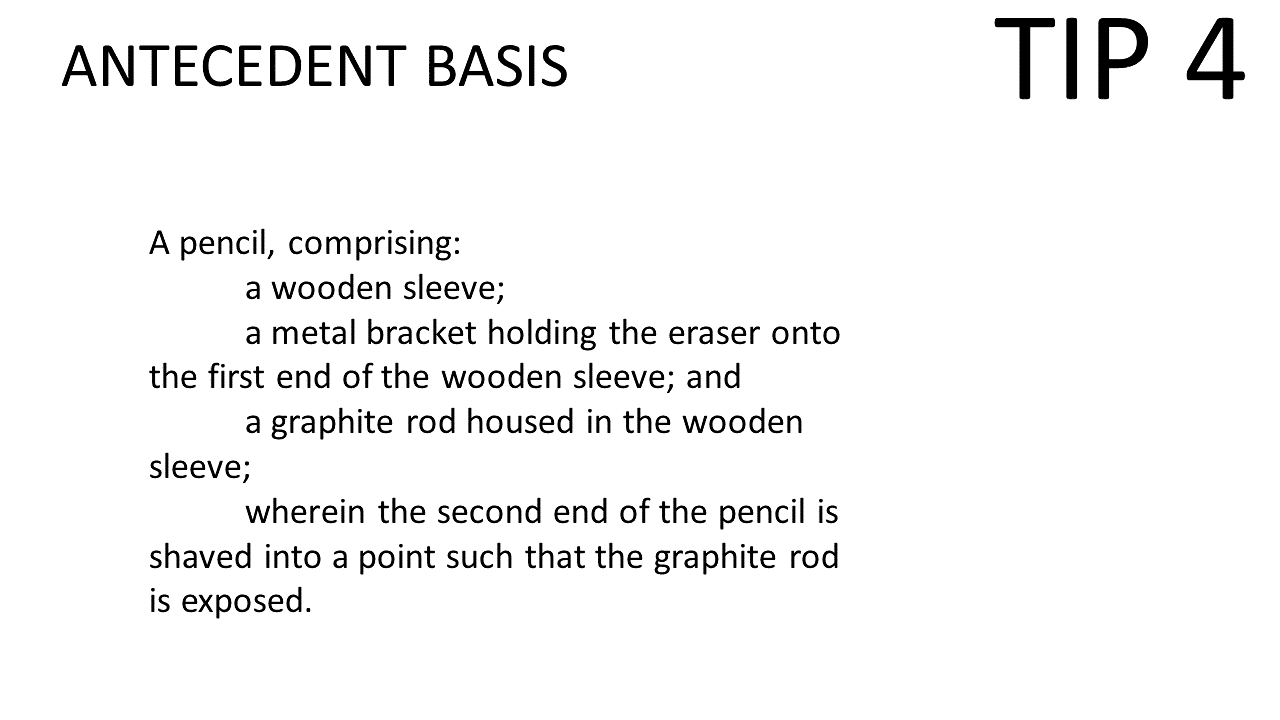 ANTECEDENT BASIS
TIP 4
A pencil, comprising:
a wooden sleeve;
a metal bracket holding the eraser onto
the first end of the wooden sleeve; and
a graphite rod housed in the wooden
sleeve;
wherein the second end of the pencil is
shaved into a point such that the graphite rod
is exposed.